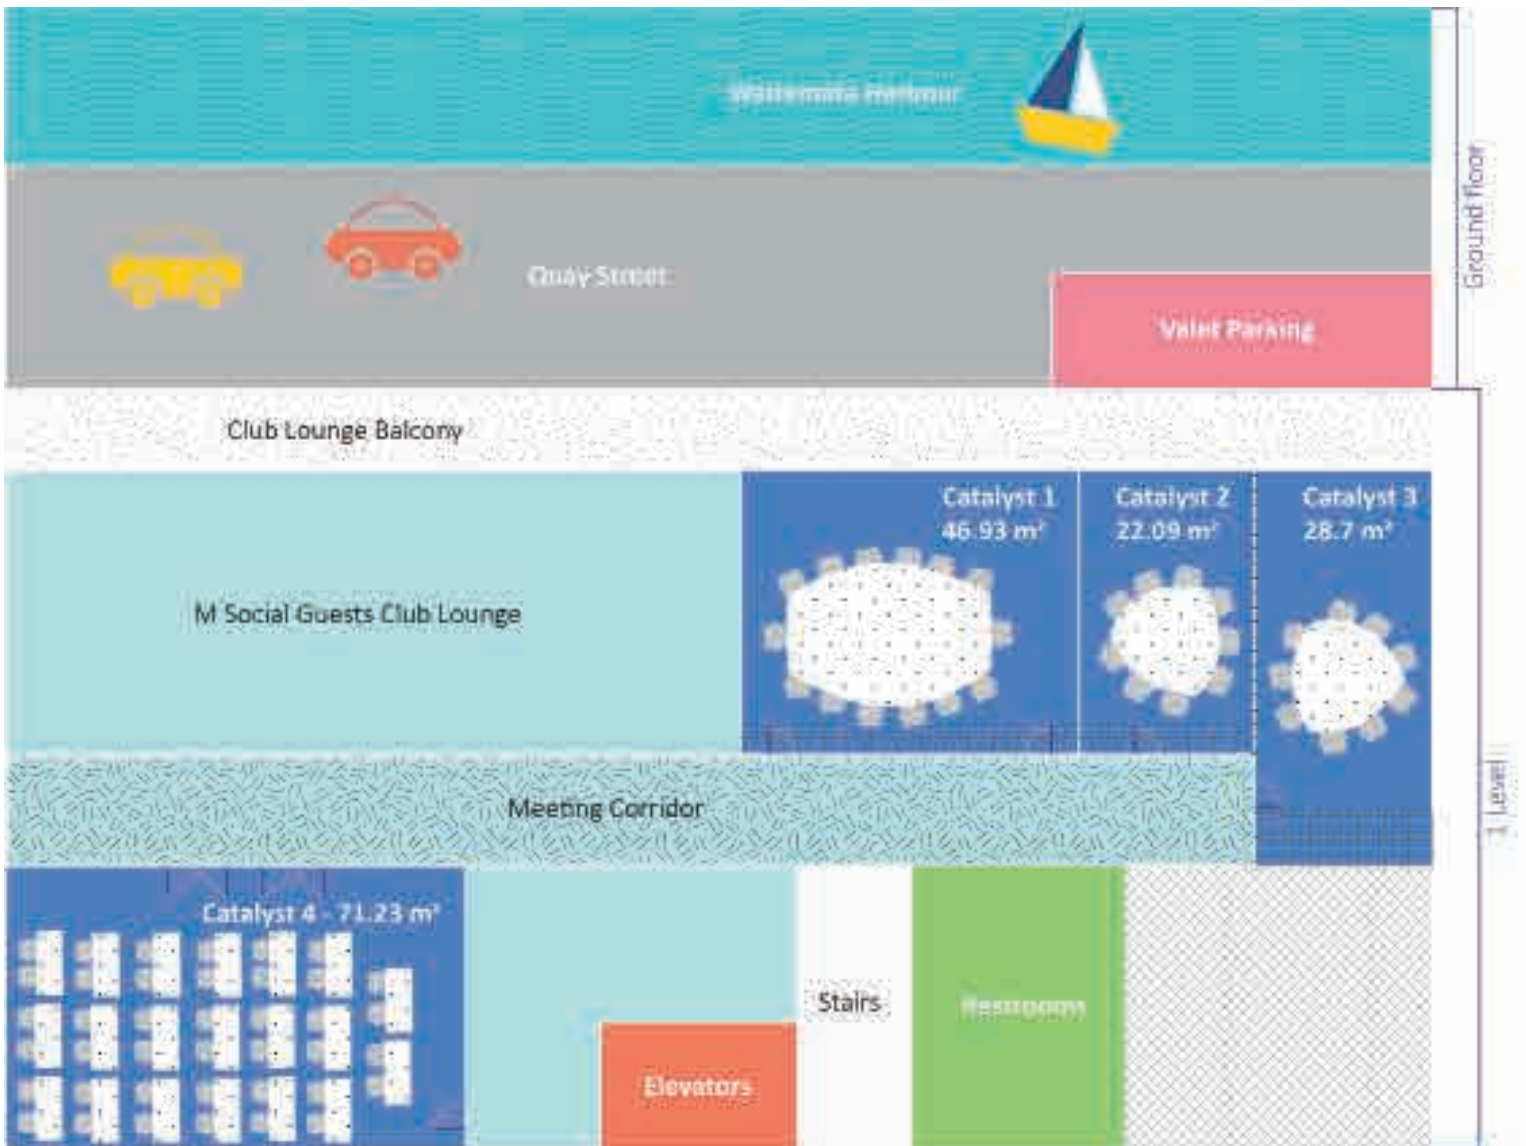 Waitemata Harbour
Ground floor
Quay Street
Valet Parking
Club Lounge Balcony
Catalyst 1
46.93 m²
Catalyst 2
22.09 m²
Catalyst 3
28.7 m²
M Social Guests Club Lounge
Meeting Corridor
1 Level
Catalyst 4 - 71.23 m²
Stairs
Restrooms
Elevators